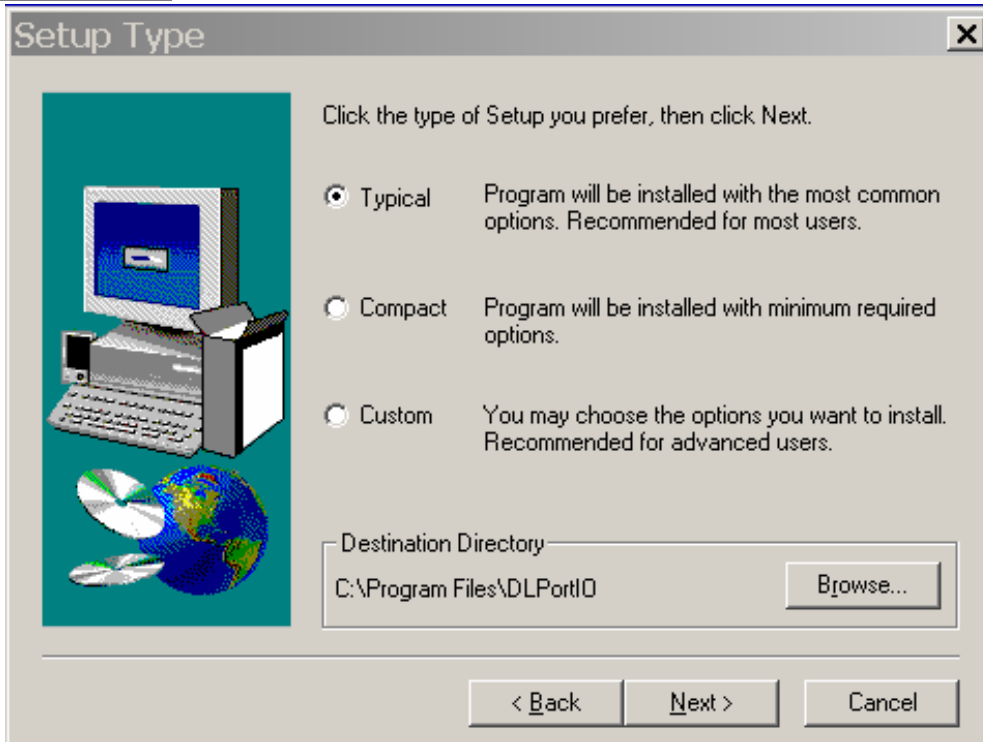 Setup Type
Click the type of Setup you prefer, then click Next.
Typical Program will be installed with the most common
options. Recommended for most users.
Compact Program will be installed with minimum required
options.
Custom You may choose the options you want to install.
Recommended for advanced users.
Destination Directory
C:\Program Files\DLPortIO Browse...
< Back Next > Cancel